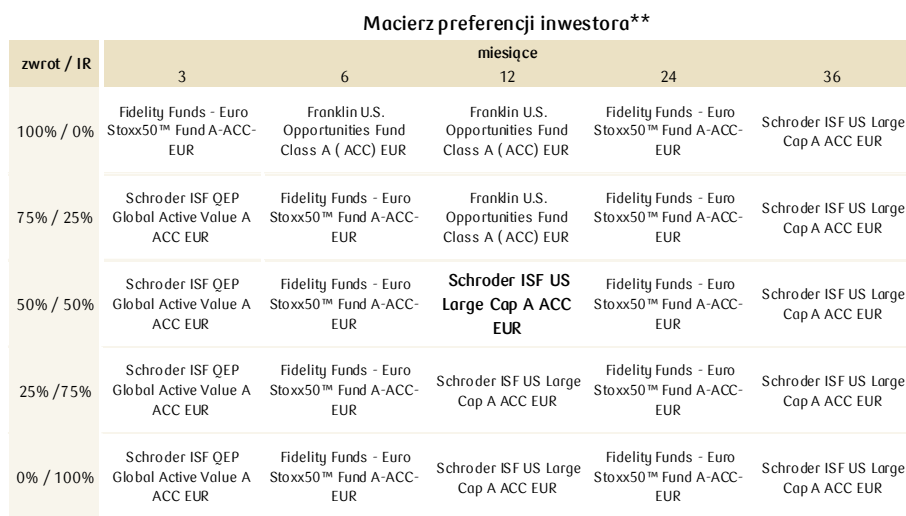 Macierz preferencji inwestora**
zwrot / IR
miesiące
3 6 12 24 36
100% / 0%
Fidelity Funds - Euro
Stoxx50™ Fund A-ACC-
EUR
Franklin U.S.
Opportunities Fund
Class A ( ACC) EUR
Franklin U.S.
Opportunities Fund
Class A ( ACC) EUR
Fidelity Funds - Euro
Stoxx50™ Fund A-ACC-
EUR
Schroder ISF US Large
Cap A ACC EUR
75% / 25%
Schroder ISF QEP
Global Active Value A
ACC EUR
Fidelity Funds - Euro
Stoxx50™ Fund A-ACC-
EUR
Franklin U.S.
Opportunities Fund
Class A ( ACC) EUR
Fidelity Funds - Euro
Stoxx50™ Fund A-ACC-
EUR
Schroder ISF US Large
Cap A ACC EUR
50% / 50%
Schroder ISF QEP
Global Active Value A
ACC EUR
Fidelity Funds - Euro
Stoxx50™ Fund A-ACC-
EUR
Schroder ISF US
Large Cap A ACC
EUR
Fidelity Funds - Euro
Stoxx50™ Fund A-ACC-
EUR
Schroder ISF US Large
Cap A ACC EUR
25% /75%
Schroder ISF QEP
Global Active Value A
ACC EUR
Fidelity Funds - Euro
Stoxx50™ Fund A-ACC-
EUR
Schroder ISF US Large
Cap A ACC EUR
Fidelity Funds - Euro
Stoxx50™ Fund A-ACC-
EUR
Schroder ISF US Large
Cap A ACC EUR
0% / 100%
Schroder ISF QEP
Global Active Value A
ACC EUR
Fidelity Funds - Euro
Stoxx50™ Fund A-ACC-
EUR
Schroder ISF US Large
Cap A ACC EUR
Fidelity Funds - Euro
Stoxx50™ Fund A-ACC-
EUR
Schroder ISF US Large
Cap A ACC EUR